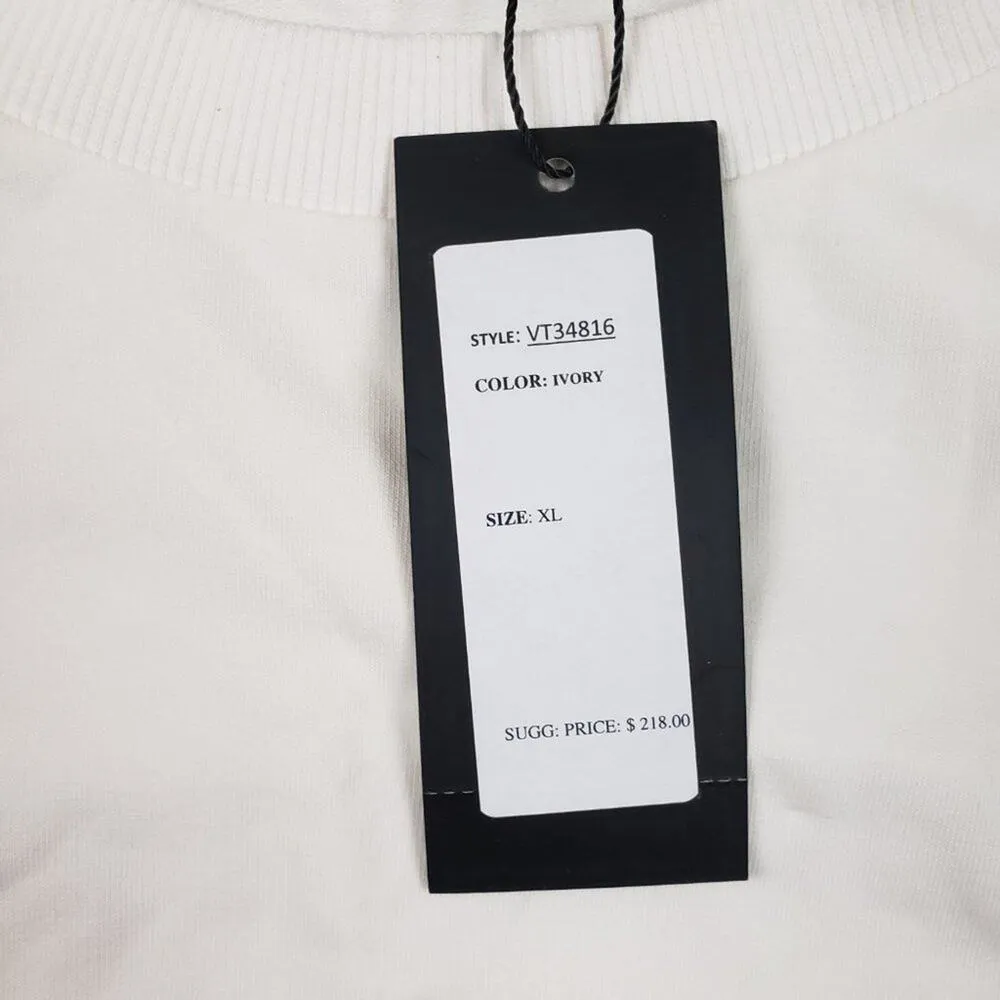 STYLE: VT34816
COLOR: IVORY
SIZE: XL
SUGG: PRICE: $ 218.00